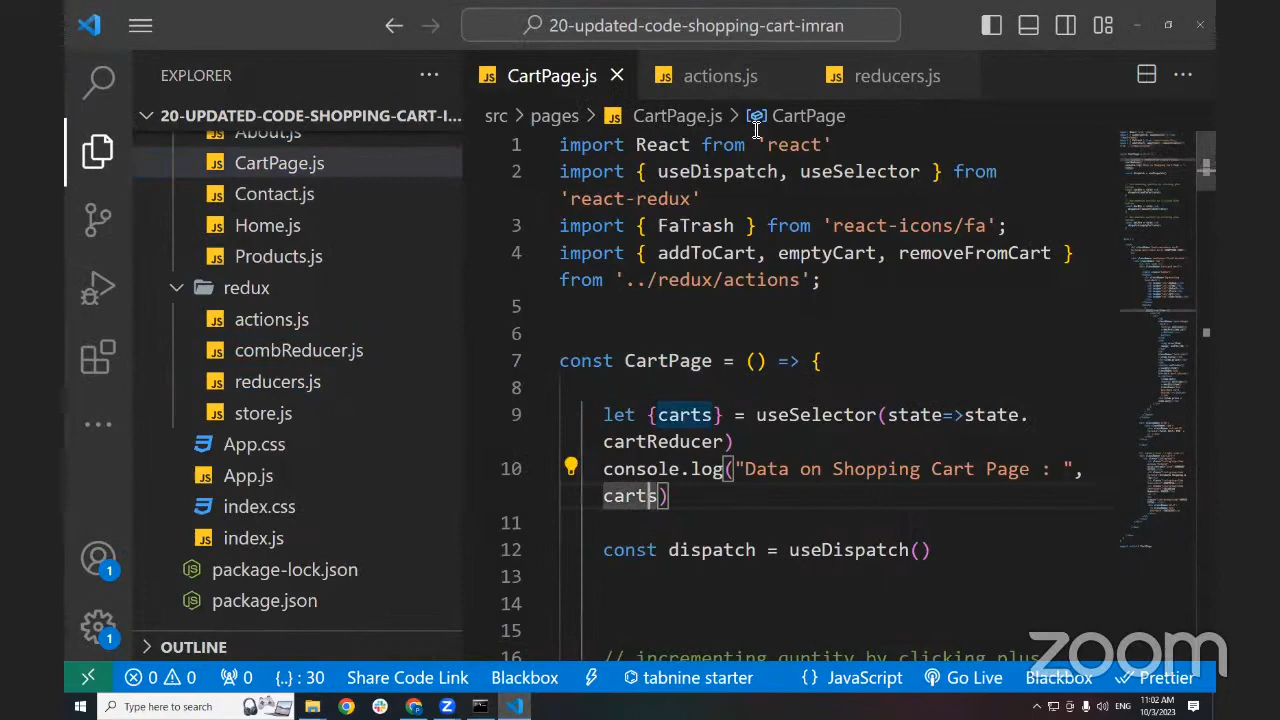 20-updated-code-shopping-cart-imran
EXPLORER
CartPage.js
actions.js
reducers.js
20-UPDATED-CODE-SHOPPING-CART-I...
src > pages > CartPage.js > CartPage
About.js
CartPage.js
Contact.js
Home.js
Products.js
redux
actions.js
combReducer.js
reducers.js
store.js
App.css
App.js
index.css
index.js
package-lock.json
package.json
OUTLINE
1 import React from 'react'
2 import { useDispatch, useSelector } from
'react-redux'
3 import { FaTrash } from 'react-icons/fa';
4 import { addToCart, emptyCart, removeFromCart }
from '../redux/actions';
5
6
7 const CartPage = () => {
8
9 let {carts} = useSelector(state=>state.
cartReducer)
10 console.log("Data on Shopping Cart Page : ",
carts)
11
12 const dispatch = useDispatch()
13
14
15
16 // incrementing quntity by clicking plus
zoom
1
1
0 0 0 {..} : 30 Share Code Link Blackbox tabnine starter {} JavaScript Go Live Blackbox Prettier
Type here to search
ENG
11:02 AM
10/3/2023